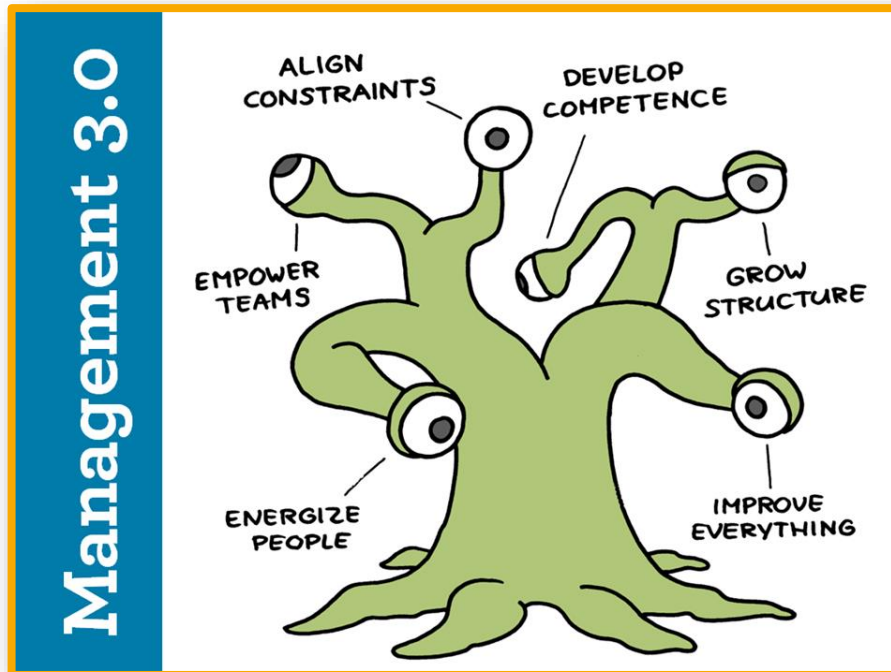 Management 3.0
ALIGN
CONSTRAINTS
DEVELOP
COMPETENCE
EMPOWER
TEAMS
GROW
STRUCTURE
ENERGIZE
PEOPLE
IMPROVE
EVERYTHING